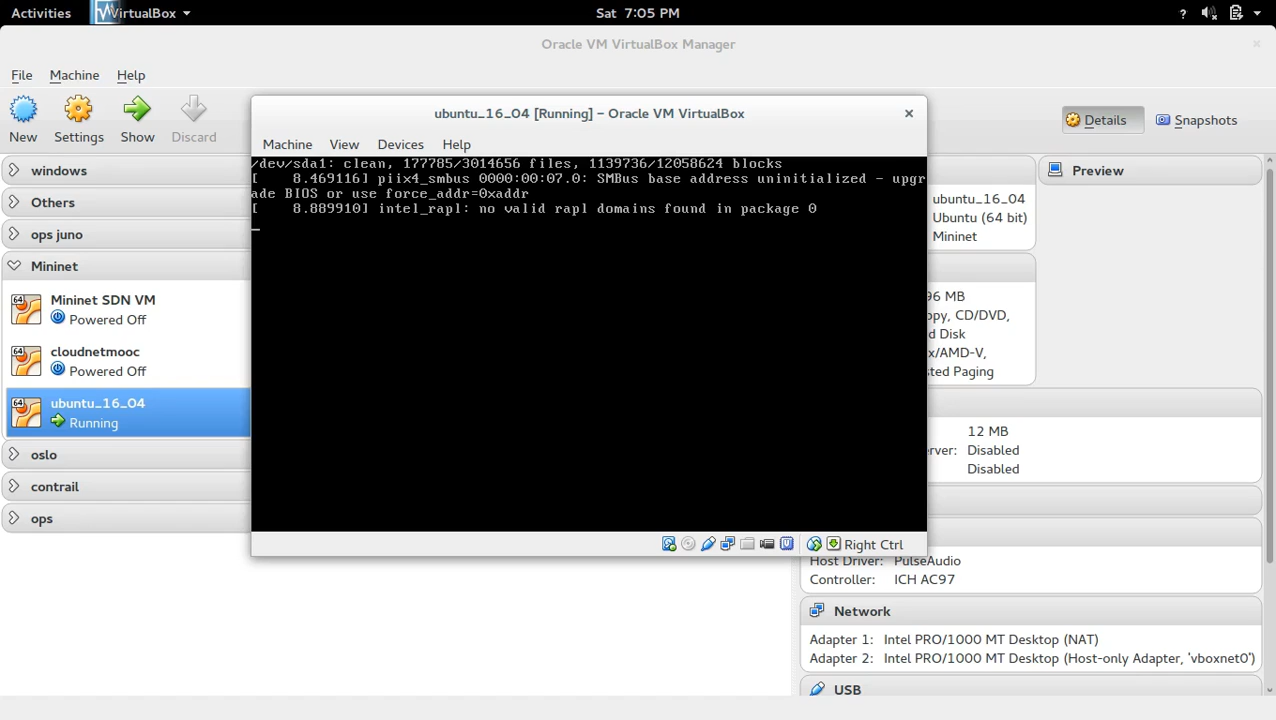 Activities
VirtualBox
Sat 7:05 PM
?
Oracle VM VirtualBox Manager
File Machine Help
New Settings Show Discard
Details Snapshots
windows
Others
ops juno
Mininet
64
Mininet SDN VM
Powered Off
64
cloudnetmooc
Powered Off
64
ubuntu_16_04
Running
oslo
contrail
ops
ubuntu_16_04 [Running] - Oracle VM VirtualBox
Machine View Devices Help
/dev/sda1: clean, 177785/3014656 files, 1139736/12058624 blocks
[    8.469116] piix4_smbus 0000:00:07.0: SMBus base address uninitialized - upgr
ade BIOS or use force_addr=0xaddr
[    8.889910] intel_rapl: no valid rapl domains found in package 0
Right Ctrl
Preview
ubuntu_16_04
Ubuntu (64 bit)
Mininet
96 MB
opy, CD/DVD,
d Disk
x/AMD-V,
sted Paging
12 MB
erver: Disabled
Disabled
Host Driver: PulseAudio
Controller: ICH AC97
Network
Adapter 1: Intel PRO/1000 MT Desktop (NAT)
Adapter 2: Intel PRO/1000 MT Desktop (Host-only Adapter, 'vboxnet0')
USB